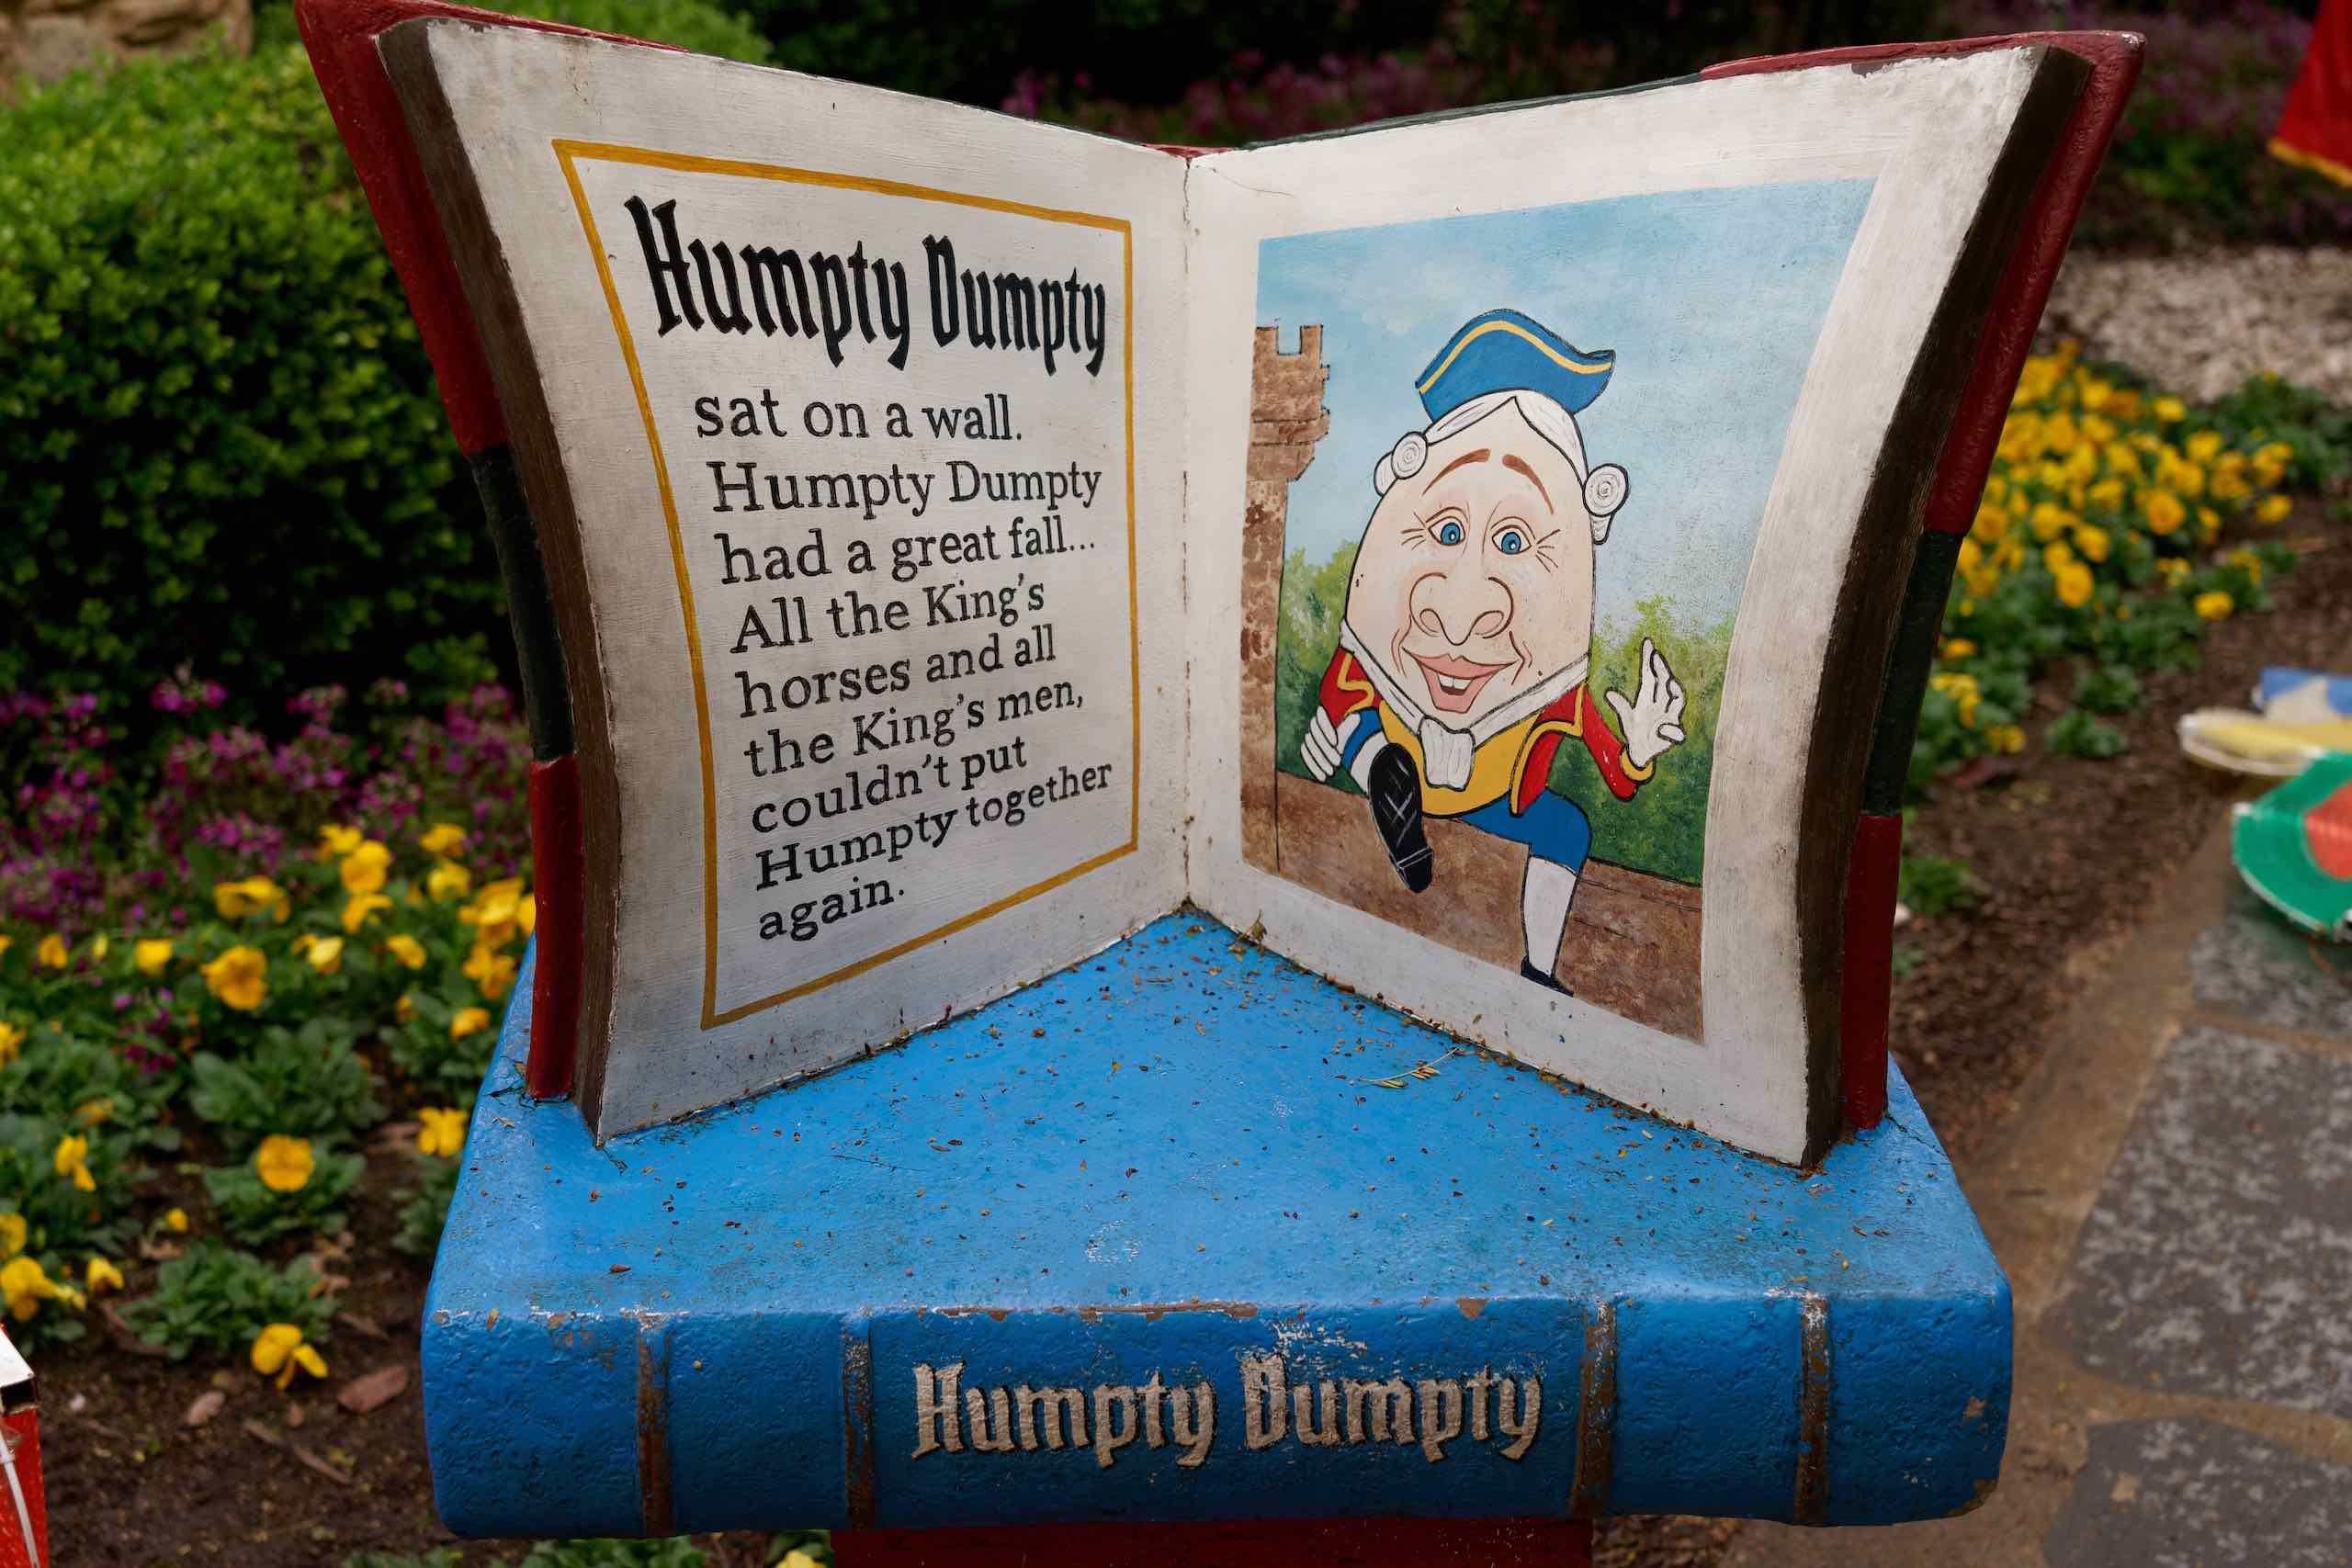 Humpty Dumpty
sat on a wall.
Humpty Dumpty
had a great fall...
All the King's
horses and all
the King's men,
couldn't put
Humpty together
again.
Humpty Dumpty